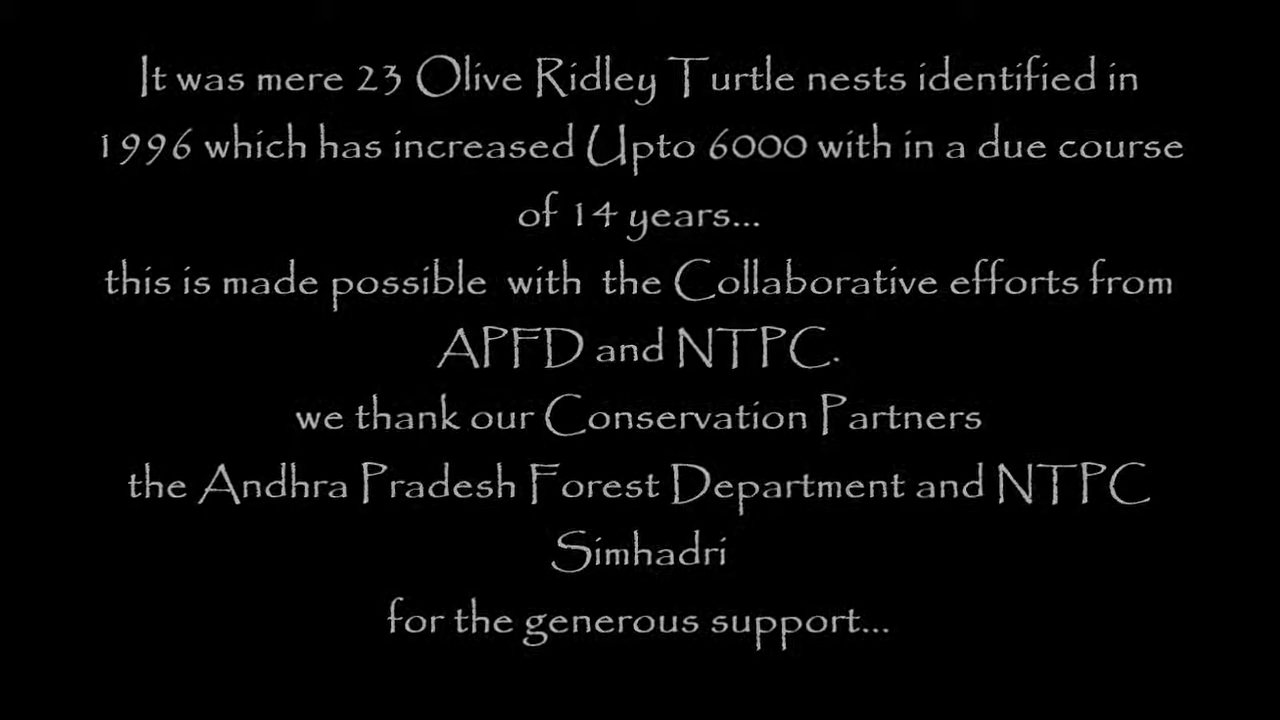 It was mere 23 Olive Ridley Turtle nests identified in
1996 which has increased Upto 6000 with in a due course
of 14 years...
this is made possible with the Collaborative efforts from
APFD and NTPC.
we thank our Conservation Partners
the Andhra Pradesh Forest Department and NTPC
Simhadri
for the generous support...